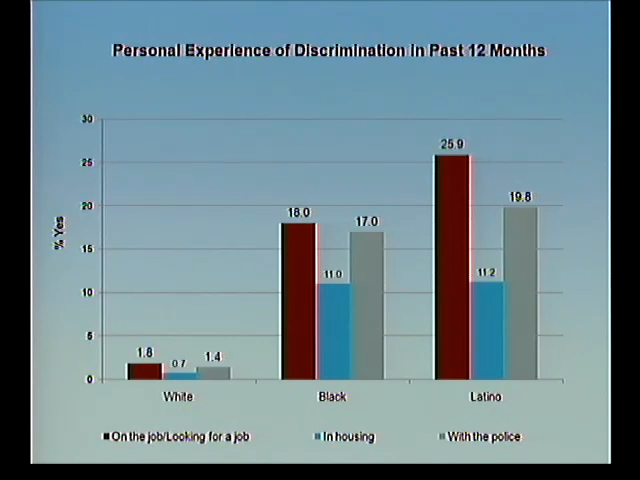 Personal Experience of Discrimination in Past 12 Months
30
25
20
15
10
5
0
% Yes
1.8
0.7
1.4
18.0
11.0
17.0
25.9
11.2
19.8
White
Black
Latino
On the job/Looking for a job
In housing
With the police